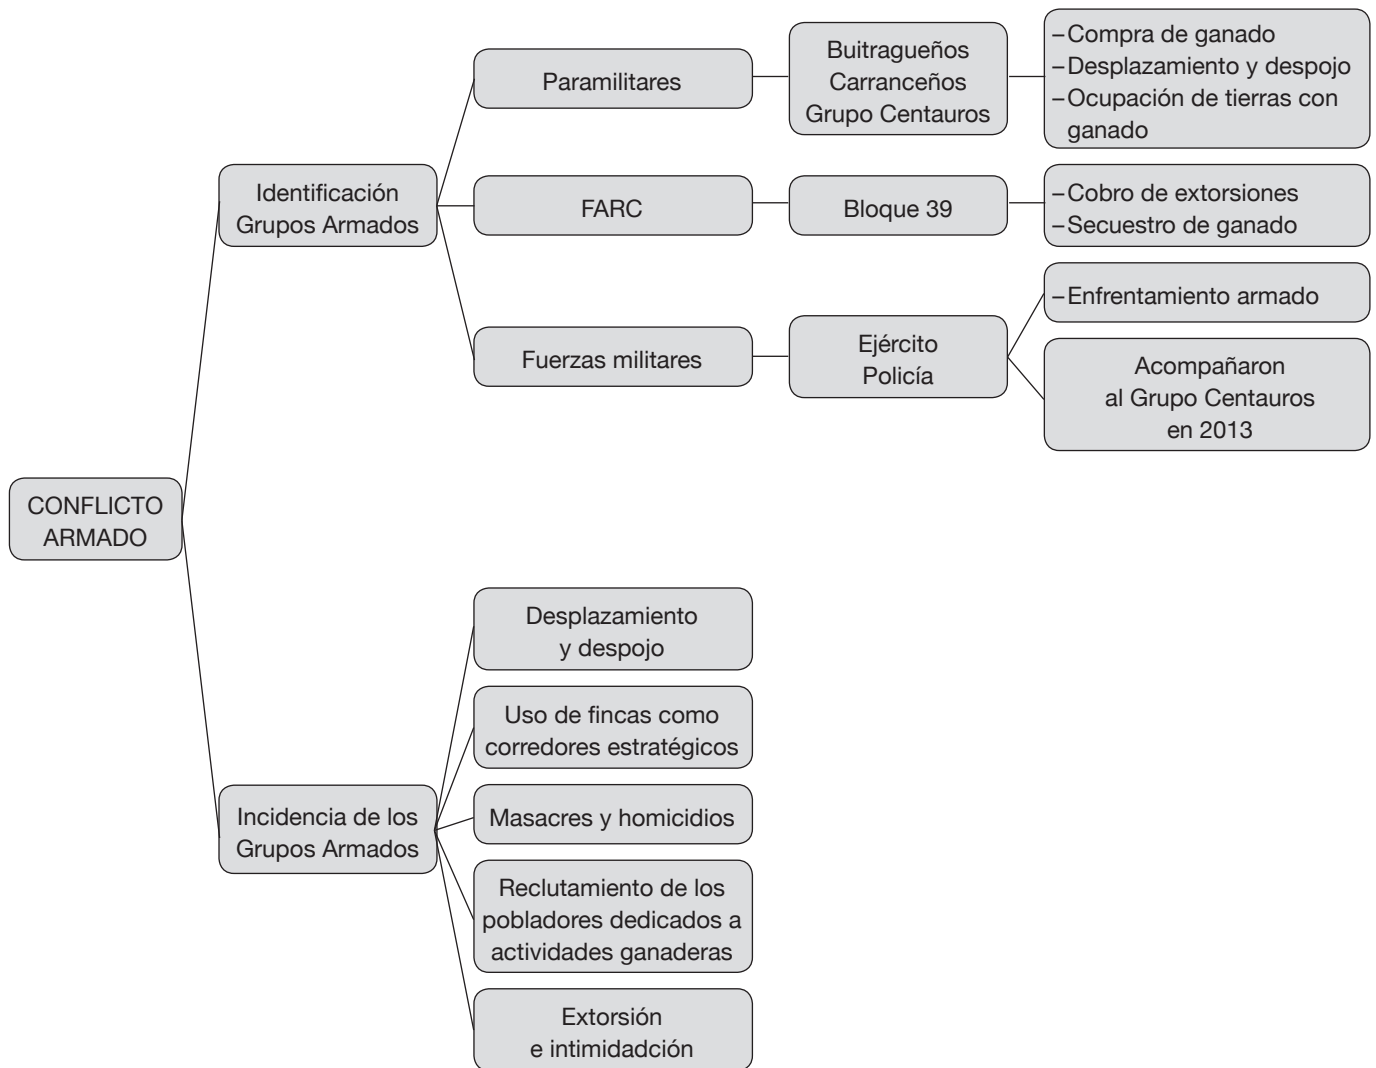 CONFLICTO
ARMADO
Identificación
Grupos Armados
Paramilitares
Buitragueños
Carranceños
Grupo Centauros
–Compra de ganado
–Desplazamiento y despojo
–Ocupación de tierras con
ganado
FARC
Bloque 39
–Cobro de extorsiones
–Secuestro de ganado
Fuerzas militares
Ejército
Policía
–Enfrentamiento armado
Acompañaron
al Grupo Centauros
en 2013
Incidencia de los
Grupos Armados
Desplazamiento
y despojo
Uso de fincas como
corredores estratégicos
Masacres y homicidios
Reclutamiento de los
pobladores dedicados a
actividades ganaderas
Extorsión
e intimidadción